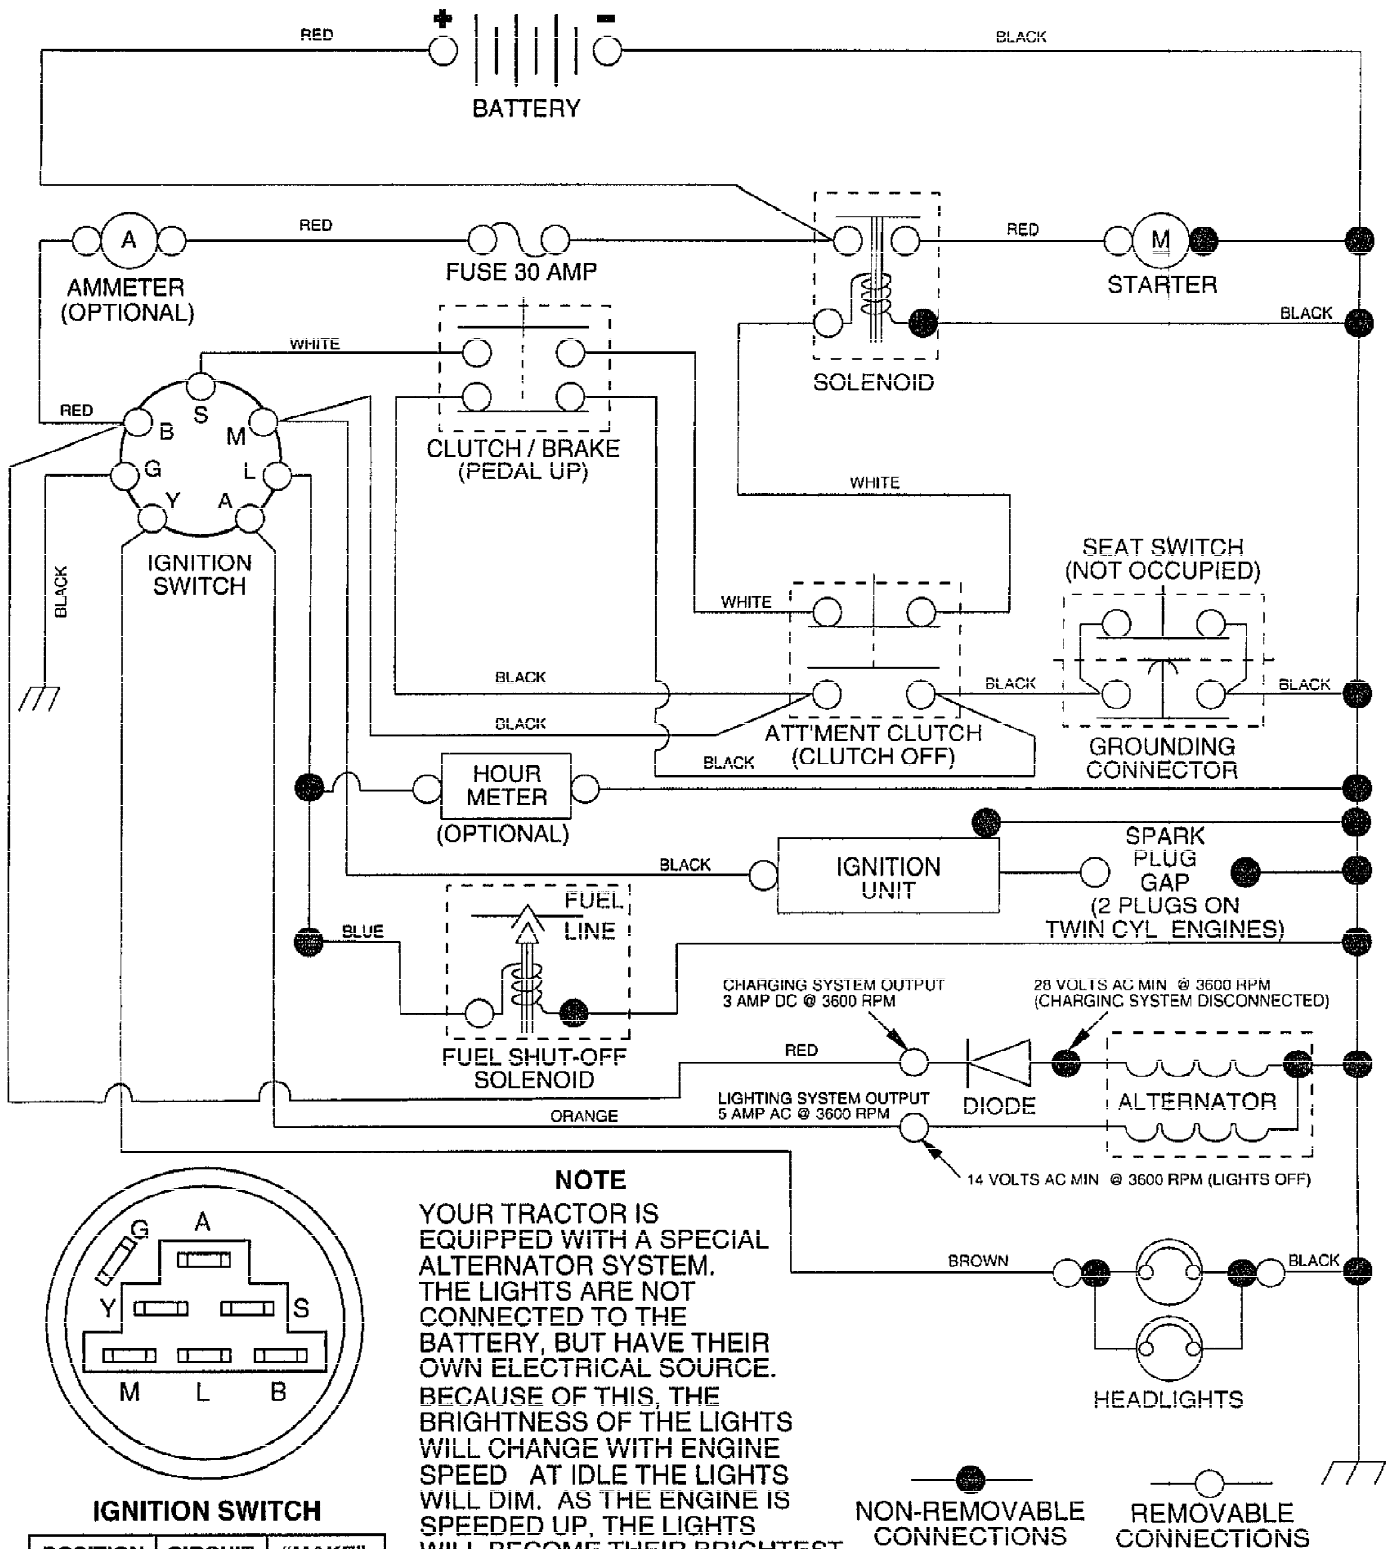 + -
RED
BLACK
BATTERY
A
RED
FUSE 30 AMP
RED
M
STARTER
AMMETER
(OPTIONAL)
BLACK
SOLENOID
WHITE
S
RED
B
M
CLUTCH / BRAKE
(PEDAL UP)
G
L
Y
A
WHITE
IGNITION
SWITCH
BLACK
SEAT SWITCH
(NOT OCCUPIED)
WHITE
BLACK
BLACK
BLACK
BLACK
ATT'MENT CLUTCH
(CLUTCH OFF)
GROUNDING
CONNECTOR
BLACK
HOUR
METER
(OPTIONAL)
BLACK
IGNITION
UNIT
SPARK
PLUG
GAP
(2 PLUGS ON
TWIN CYL ENGINES)
FUEL
LINE
BLUE
FUEL SHUT-OFF
SOLENOID
CHARGING SYSTEM OUTPUT
3 AMP DC @ 3600 RPM
28 VOLTS AC MIN @ 3600 RPM
(CHARGING SYSTEM DISCONNECTED)
RED
DIODE
ALTERNATOR
LIGHTING SYSTEM OUTPUT
5 AMP AC @ 3600 RPM
ORANGE
14 VOLTS AC MIN @ 3600 RPM (LIGHTS OFF)
BROWN
BLACK
HEADLIGHTS
G
A
Y
S
M
L
B
IGNITION SWITCH
POSITION CIRCUIT "MAKE"
NOTE
YOUR TRACTOR IS
EQUIPPED WITH A SPECIAL
ALTERNATOR SYSTEM.
THE LIGHTS ARE NOT
CONNECTED TO THE
BATTERY, BUT HAVE THEIR
OWN ELECTRICAL SOURCE.
BECAUSE OF THIS, THE
BRIGHTNESS OF THE LIGHTS
WILL CHANGE WITH ENGINE
SPEED AT IDLE THE LIGHTS
WILL DIM. AS THE ENGINE IS
SPEEDED UP, THE LIGHTS
WILL BECOME THEIR BRIGHTEST
NON-REMOVABLE
CONNECTIONS
REMOVABLE
CONNECTIONS